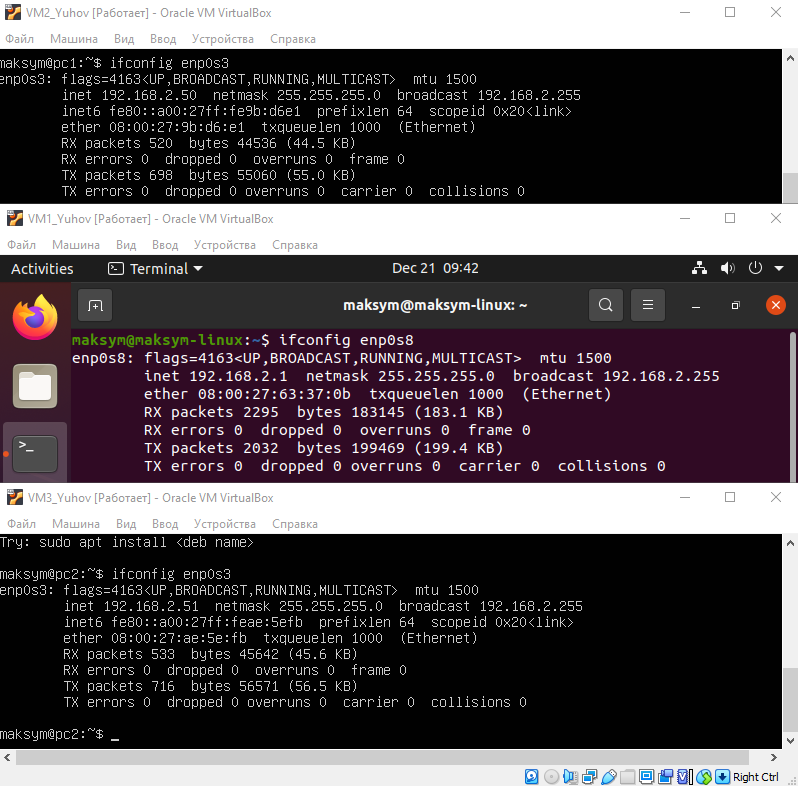 VM2_Yuhov [Работает] - Oracle VM VirtualBox
Файл Машина Вид Ввод Устройства Справка
maksym@pc1:~$ ifconfig enp0s3
enp0s3: flags=4163<UP,BROADCAST,RUNNING,MULTICAST> mtu 1500
inet 192.168.2.50 netmask 255.255.255.0 broadcast 192.168.2.255
inet6 fe80::a00:27ff:fe9b:d6e1 prefixlen 64 scopeid 0x20<link>
ether 08:00:27:9b:d6:e1 txqueuelen 1000 (Ethernet)
RX packets 520 bytes 44536 (44.5 KB)
RX errors 0 dropped 0 overruns 0 frame 0
TX packets 698 bytes 55060 (55.0 KB)
TX errors 0 dropped 0 overruns 0 carrier 0 collisions 0
VM1_Yuhov [Работает] - Oracle VM VirtualBox
Файл Машина Вид Ввод Устройства Справка
Activities Terminal Dec 21 09:42
maksym@maksym-linux: ~
maksym@maksym-linux:~$ ifconfig enp0s8
enp0s8: flags=4163<UP,BROADCAST,RUNNING,MULTICAST> mtu 1500
inet 192.168.2.1 netmask 255.255.255.0 broadcast 192.168.2.255
ether 08:00:27:63:37:0b txqueuelen 1000 (Ethernet)
RX packets 2295 bytes 183145 (183.1 KB)
RX errors 0 dropped 0 overruns 0 frame 0
TX packets 2032 bytes 199469 (199.4 KB)
TX errors 0 dropped 0 overruns 0 carrier 0 collisions 0
VM3_Yuhov [Работает] - Oracle VM VirtualBox
Файл Машина Вид Ввод Устройства Справка
Try: sudo apt install <deb name>
maksym@pc2:~$ ifconfig enp0s3
enp0s3: flags=4163<UP,BROADCAST,RUNNING,MULTICAST> mtu 1500
inet 192.168.2.51 netmask 255.255.255.0 broadcast 192.168.2.255
inet6 fe80::a00:27ff:feae:5efb prefixlen 64 scopeid 0x20<link>
ether 08:00:27:ae:5e:fb txqueuelen 1000 (Ethernet)
RX packets 533 bytes 45642 (45.6 KB)
RX errors 0 dropped 0 overruns 0 frame 0
TX packets 716 bytes 56571 (56.5 KB)
TX errors 0 dropped 0 overruns 0 carrier 0 collisions 0
maksym@pc2:~$ _
Right Ctrl